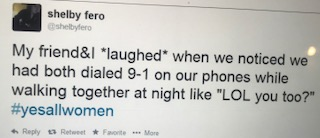 shelby fero
@shelbyfero
My friend&I *laughed* when we noticed we
had both dialed 9-1 on our phones while
walking together at night like "LOL you too?"
#yesallwomen
Reply Retweet Favorite More